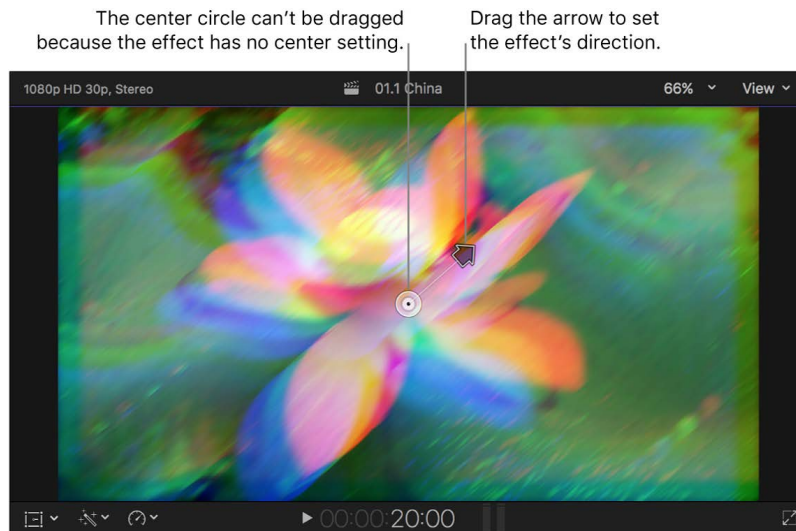 The center circle can’t be dragged
because the effect has no center setting.
Drag the arrow to set
the effect’s direction.
1080p HD 30p, Stereo
01.1 China
66%
View
00:00:20:00